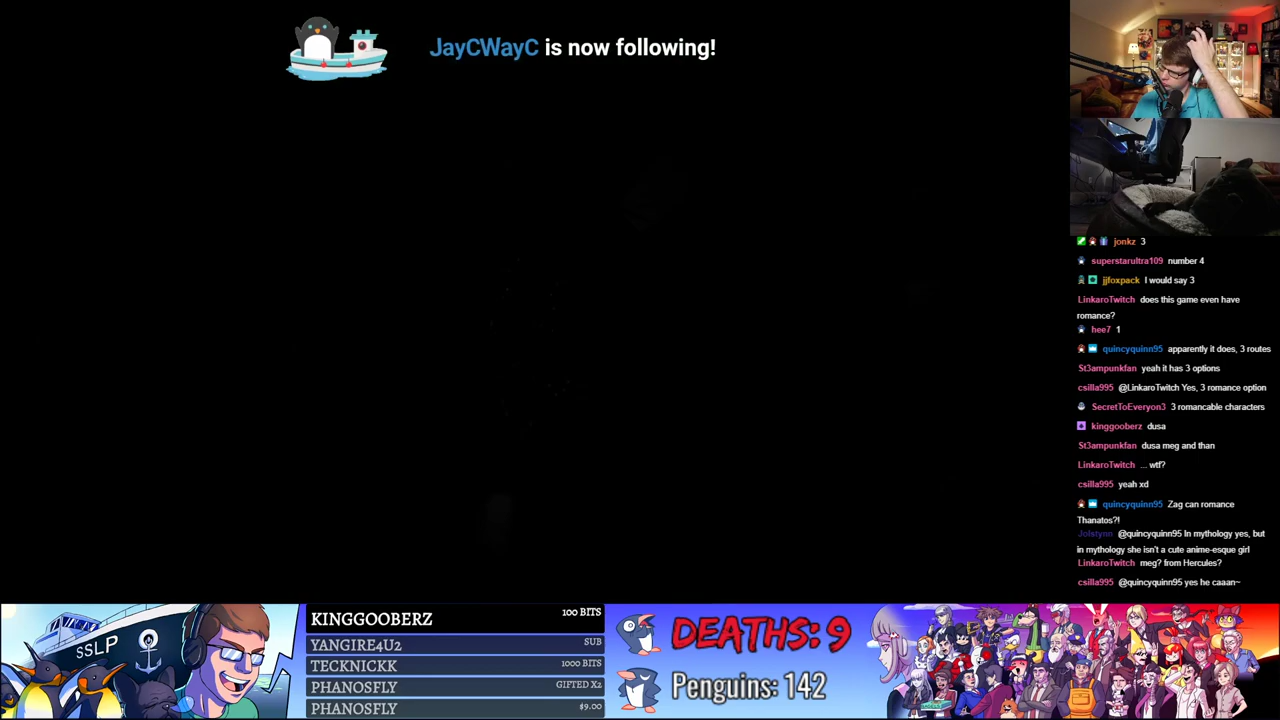 JayCWayC is now following!
jonkz 3
superstarultra109 number 4
jjfoxpack I would say 3
LinkaroTwitch does this game even have
romance?
hee7 1
quincyquinn95 apparently it does, 3 routes
St3ampunkfan yeah it has 3 options
csilla995 @LinkaroTwitch Yes, 3 romance option
SecretToEveryon3 3 romancable characters
kinggooberz dusa
St3ampunkfan dusa meg and than
LinkaroTwitch ... wtf?
csilla995 yeah xd
quincyquinn95 Zag can romance
Thanatos?!
Jolstynn @quincyquinn95 In mythology yes, but
in mythology she isn't a cute anime-esque girl
LinkaroTwitch meg? from Hercules?
csilla995 @quincyquinn95 yes he caaan~
SSLP
KINGGOOBERZ 100 BITS
YANGIRE4U2 SUB
TECKNICKK 1000 BITS
PHANOSFLY GIFTED X2
PHANOSFLY $9.00
DEATHS: 9
Penguins: 142